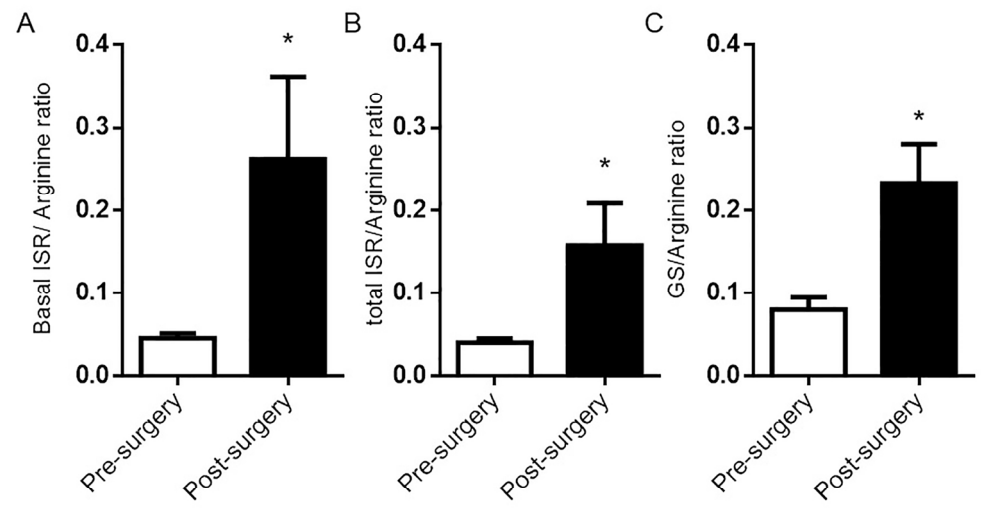 A
B
C
*
*
*
0.4
0.3
0.2
0.1
0.0
Basal ISR/ Arginine ratio
Pre-surgery
Post-surgery
0.4
0.3
0.2
0.1
0.0
total ISR/Arginine ratio
Pre-surgery
Post-surgery
0.4
0.3
0.2
0.1
0.0
GS/Arginine ratio
Pre-surgery
Post-surgery